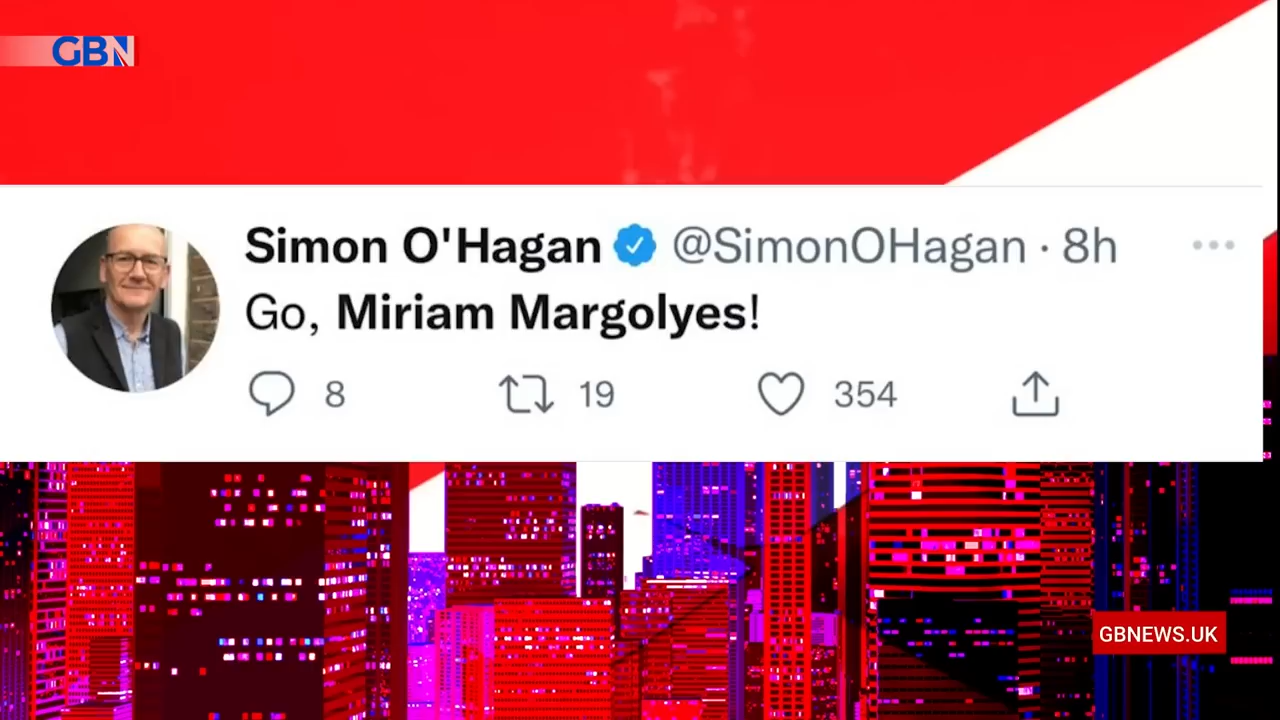 GBN
Simon O'Hagan @SimonOHagan · 8h
Go, Miriam Margolyes!
8 19 354
GBNEWS.UK